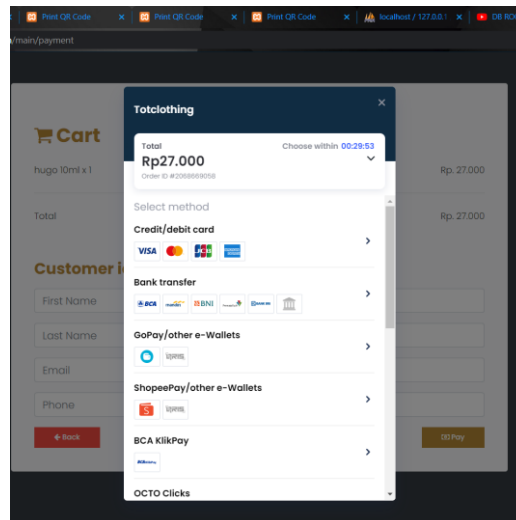 Print QR Code
Print QR Code
Print QR Code
localhost / 127.0.0.1
DB RO
/main/payment
Totclothing
Cart
Total
Choose within 00:29:53
Rp27.000
Order ID #2068669058
hugo 10ml x 1
Rp. 27.000
Select method
Total
Rp. 27.000
Credit/debit card
VISA
JCB
Customer i
Bank transfer
BCA
mandiri
BNI
First Name
Last Name
GoPay/other e-Wallets
QRIS
Email
ShopeePay/other e-Wallets
Phone
S
QRIS
Back
Pay
BCA KlikPay
OCTO Clicks